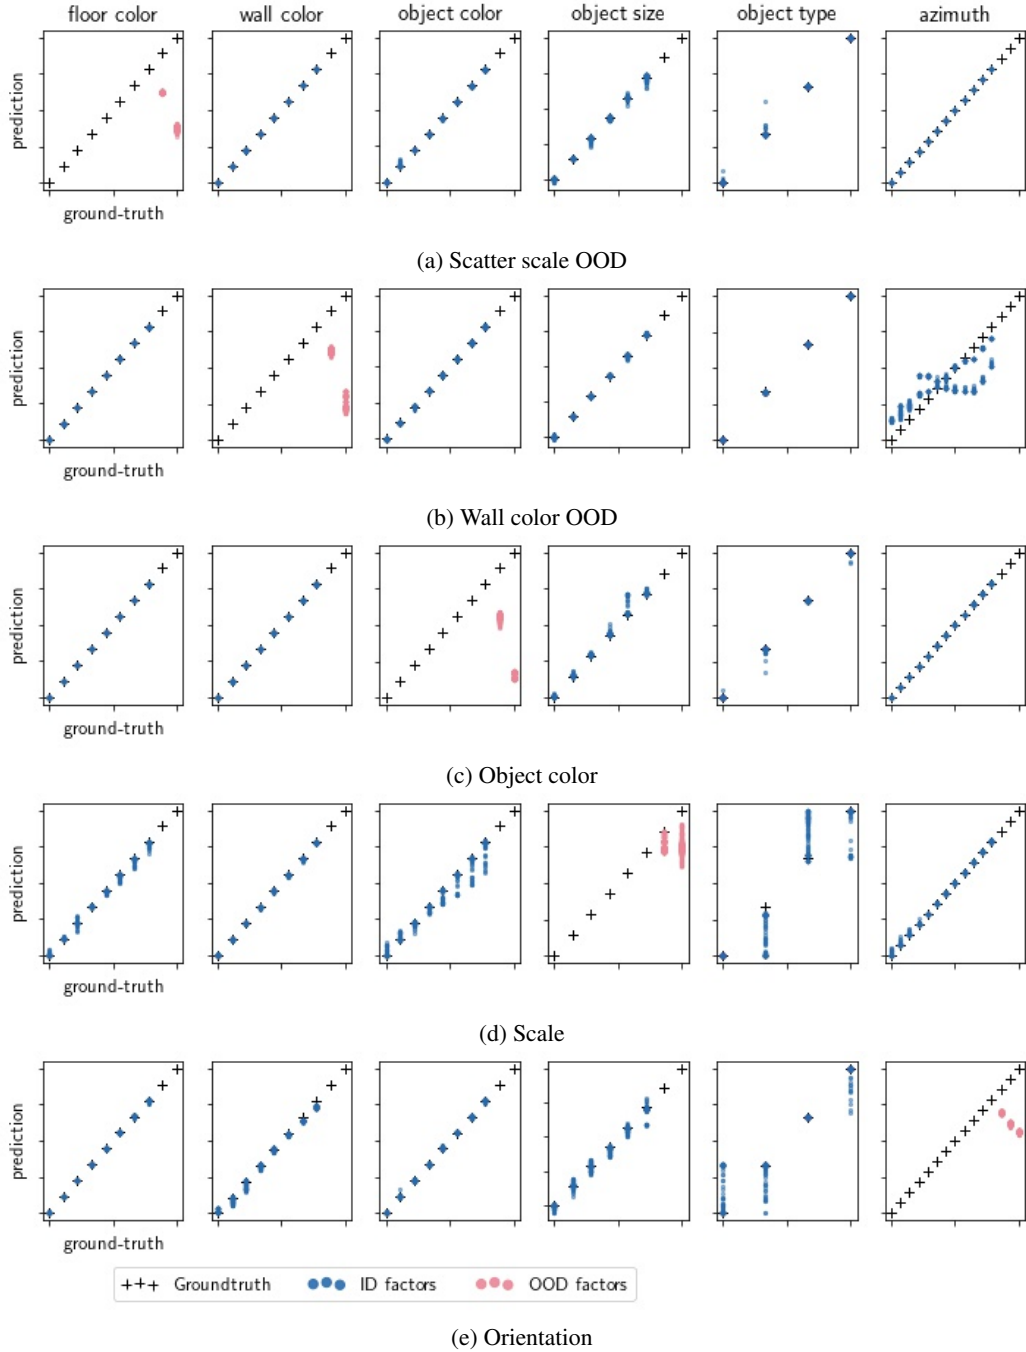 floor color wall color object color object size object type azimuth
prediction
ground-truth
(a) Scatter scale OOD
prediction
ground-truth
(b) Wall color OOD
prediction
ground-truth
(c) Object color
prediction
ground-truth
(d) Scale
prediction
ground-truth
Groundtruth ID factors OOD factors
(e) Orientation